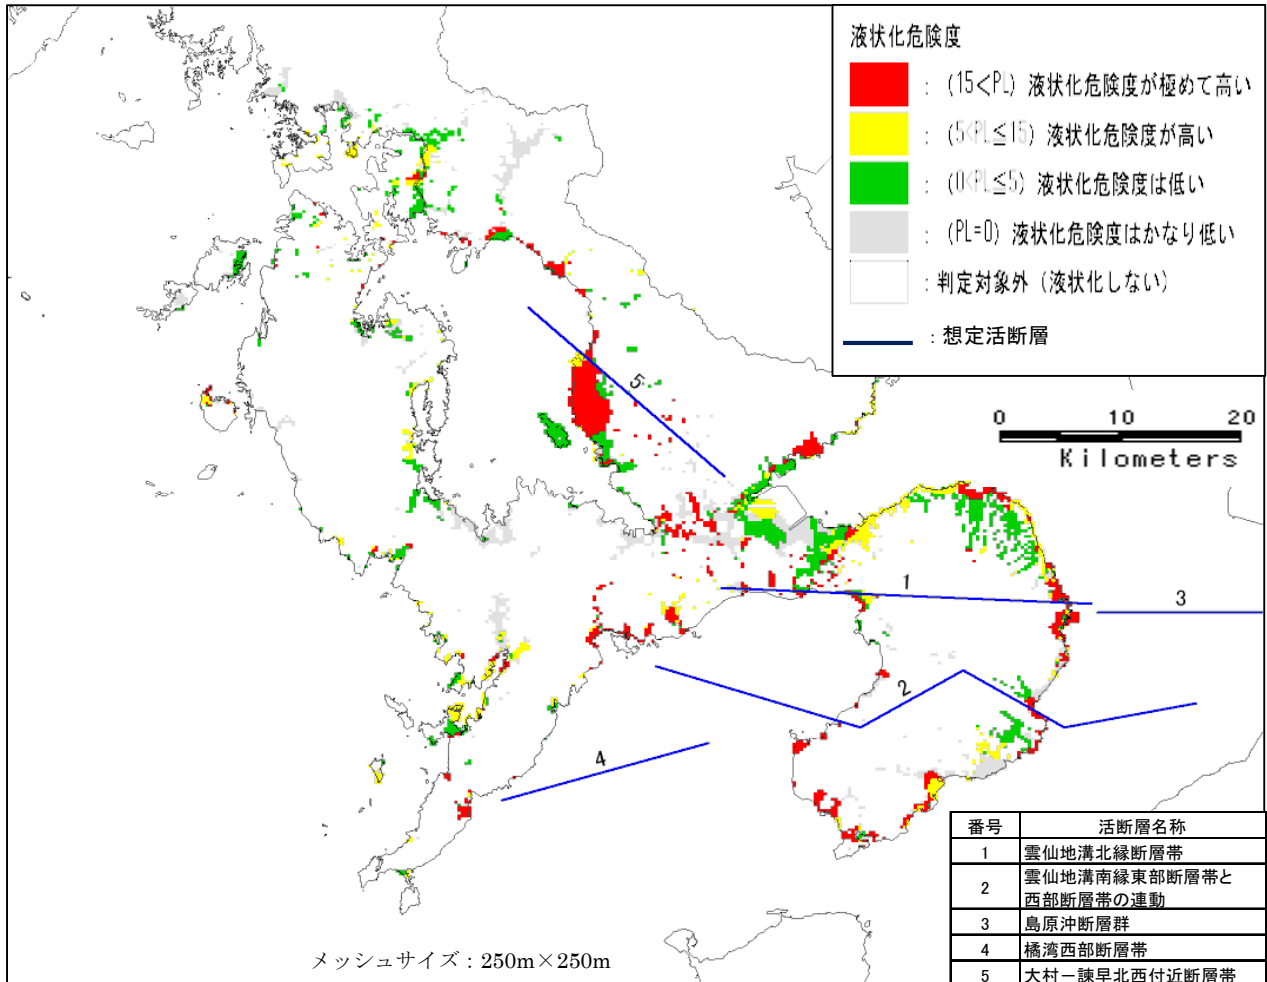 液状化危険度
: (15<PL) 液状化危険度が極めて高い
: (5<PL≦15) 液状化危険度が高い
: (0<PL≦5) 液状化危険度は低い
: (PL=0) 液状化危険度はかなり低い
: 判定対象外 (液状化しない)
: 想定活断層
0 10 20
Kilometers
5
1
3
2
4
番号 活断層名称
1 雲仙地溝北縁断層帯
2 雲仙地溝南縁東部断層帯と
西部断層帯の連動
3 島原沖断層群
4 橘湾西部断層帯
5 大村－諫早北西付近断層帯
メッシュサイズ：250m×250m